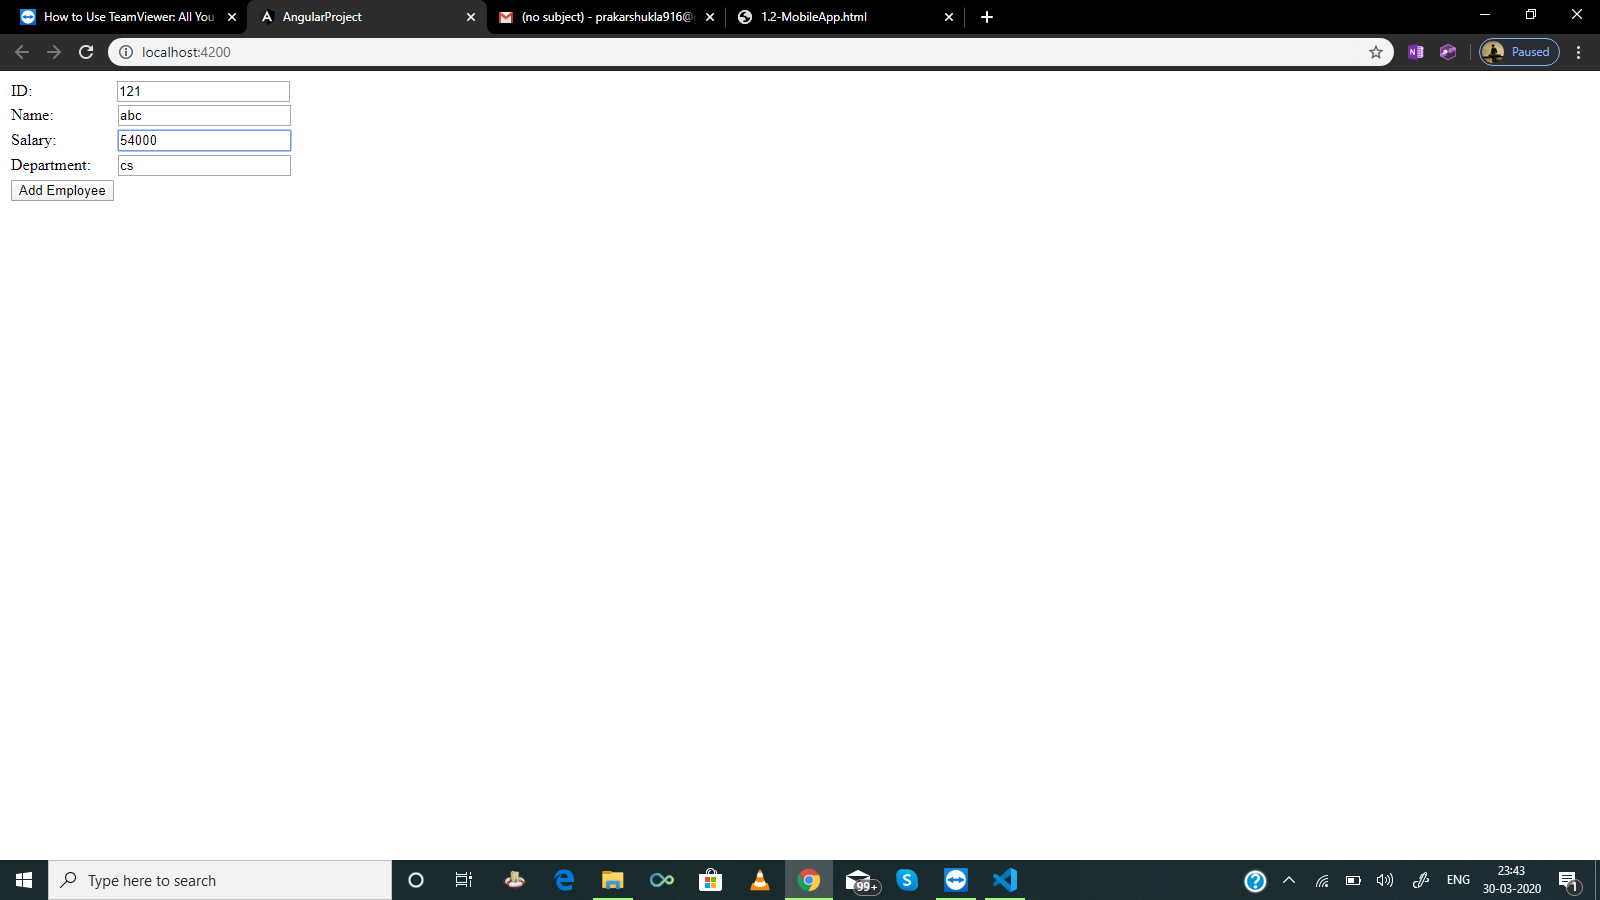 How to Use TeamViewer: All You
AngularProject
(no subject) - prakarshukla916@
1.2-MobileApp.html
localhost:4200
N
Paused
ID: 121
Name: abc
Salary: 54000
Department: cs
Add Employee
Type here to search
99+
S
ENG
23:43
30-03-2020
1